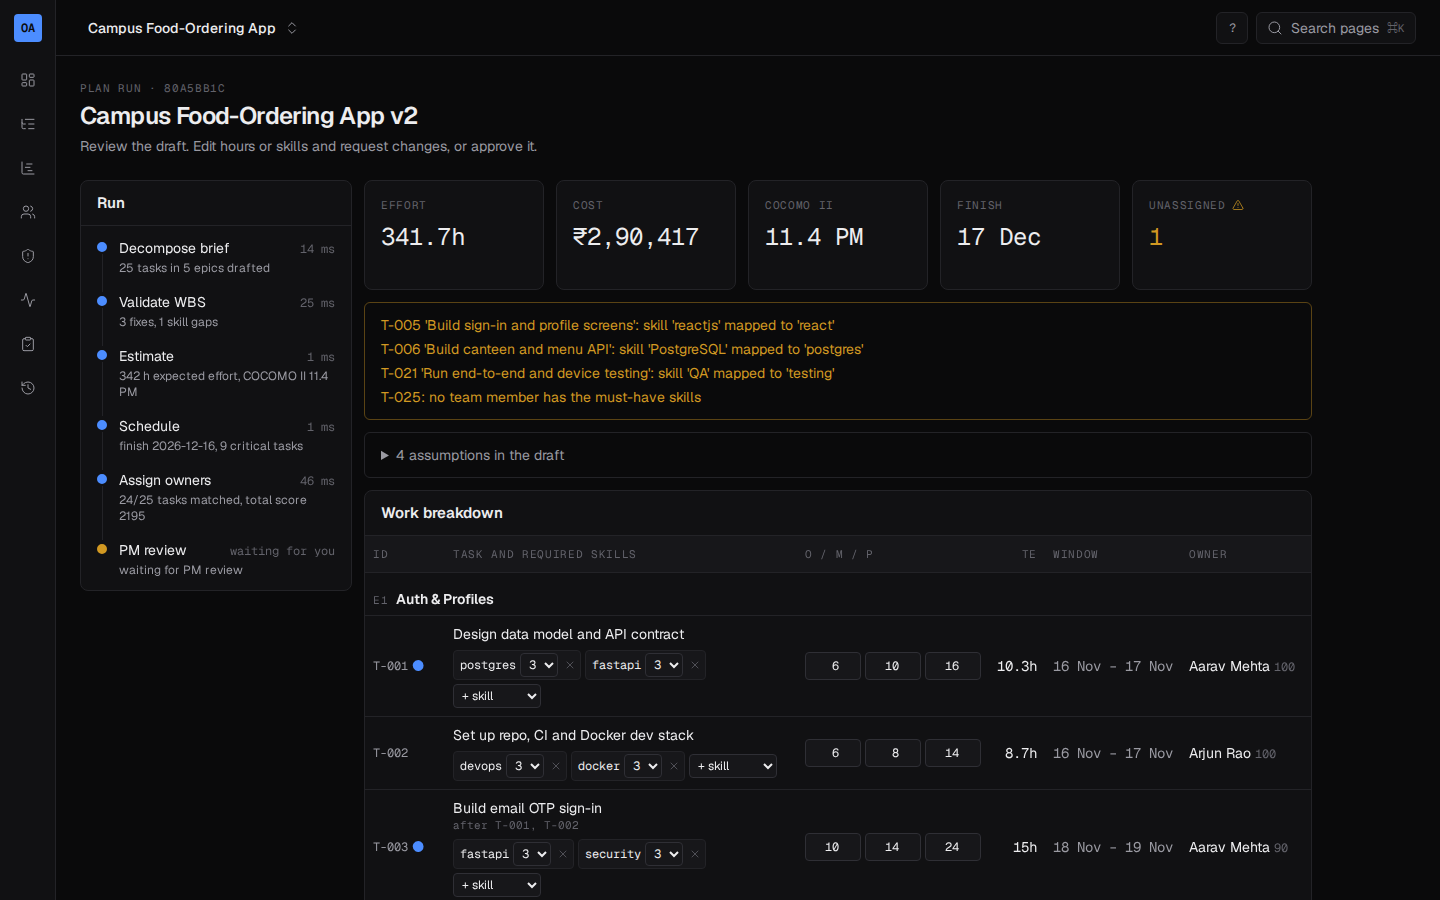 OA
Campus Food-Ordering App
?
Search pages ⌘K
PLAN RUN · 80A5BB1C
Campus Food-Ordering App v2
Review the draft. Edit hours or skills and request changes, or approve it.
Run
Decompose brief 14 ms
25 tasks in 5 epics drafted
Validate WBS 25 ms
3 fixes, 1 skill gaps
Estimate 1 ms
342 h expected effort, COCOMO II 11.4
PM
Schedule 1 ms
finish 2026-12-16, 9 critical tasks
Assign owners 46 ms
24/25 tasks matched, total score
2195
PM review waiting for you
waiting for PM review
EFFORT
341.7h
COST
₹2,90,417
COCOMO II
11.4 PM
FINISH
17 Dec
UNASSIGNED
1
T-005 'Build sign-in and profile screens': skill 'reactjs' mapped to 'react'
T-006 'Build canteen and menu API': skill 'PostgreSQL' mapped to 'postgres'
T-021 'Run end-to-end and device testing': skill 'QA' mapped to 'testing'
T-025: no team member has the must-have skills
4 assumptions in the draft
Work breakdown
ID TASK AND REQUIRED SKILLS O / M / P TE WINDOW OWNER
E1 Auth & Profiles
Design data model and API contract
T-001 postgres 3 × fastapi 3 × 6 10 16 10.3h 16 Nov – 17 Nov Aarav Mehta 100
+ skill
Set up repo, CI and Docker dev stack
T-002 devops 3 × docker 3 × + skill 6 8 14 8.7h 16 Nov – 17 Nov Arjun Rao 100
Build email OTP sign-in
after T-001, T-002
T-003 fastapi 3 × security 3 × 10 14 24 15h 18 Nov – 19 Nov Aarav Mehta 90
+ skill